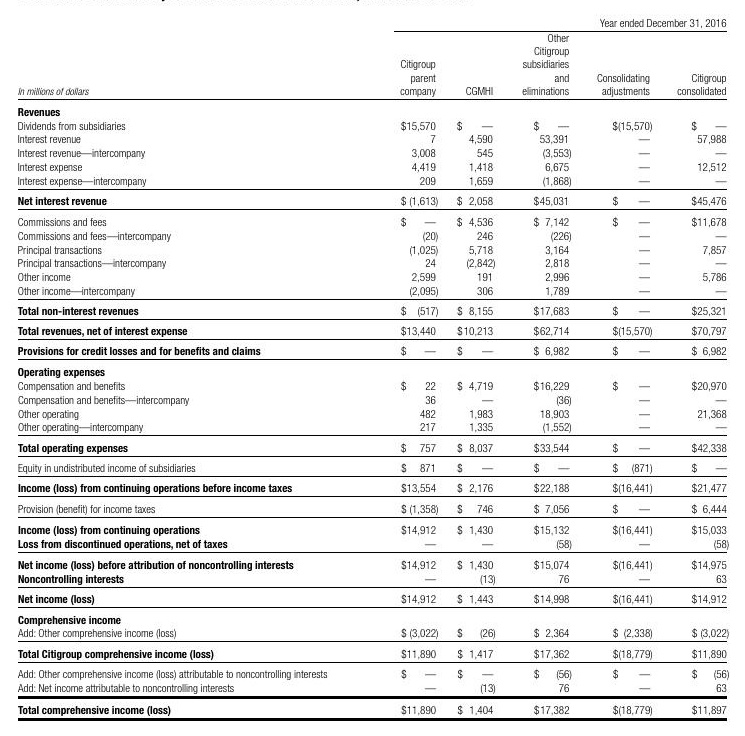 Year ended December 31, 2016
In millions of dollars Citigroup parent company CGMHI Other Citigroup subsidiaries and eliminations Consolidating adjustments Citigroup consolidated
Revenues
Dividends from subsidiaries $15,570 $ — $ — $(15,570) $ —
Interest revenue 7 4,590 53,391 — 57,988
Interest revenue—intercompany 3,008 545 (3,553) — —
Interest expense 4,419 1,418 6,675 — 12,512
Interest expense—intercompany 209 1,659 (1,868) — —
Net interest revenue $ (1,613) $ 2,058 $45,031 $ — $45,476
Commissions and fees $ — $ 4,536 $ 7,142 $ — $11,678
Commissions and fees—intercompany (20) 246 (226) — —
Principal transactions (1,025) 5,718 3,164 — 7,857
Principal transactions—intercompany 24 (2,842) 2,818 — —
Other income 2,599 191 2,996 — 5,786
Other income—intercompany (2,095) 306 1,789 — —
Total non-interest revenues $ (517) $ 8,155 $17,683 $ — $25,321
Total revenues, net of interest expense $13,440 $10,213 $62,714 $(15,570) $70,797
Provisions for credit losses and for benefits and claims $ — $ — $ 6,982 $ — $ 6,982
Operating expenses
Compensation and benefits $ 22 $ 4,719 $16,229 $ — $20,970
Compensation and benefits—intercompany 36 — (36) — —
Other operating 482 1,983 18,903 — 21,368
Other operating—intercompany 217 1,335 (1,552) — —
Total operating expenses $ 757 $ 8,037 $33,544 $ — $42,338
Equity in undistributed income of subsidiaries $ 871 $ — $ — $ (871) $ —
Income (loss) from continuing operations before income taxes $13,554 $ 2,176 $22,188 $(16,441) $21,477
Provision (benefit) for income taxes $ (1,358) $ 746 $ 7,056 $ — $ 6,444
Income (loss) from continuing operations $14,912 $ 1,430 $15,132 $(16,441) $15,033
Loss from discontinued operations, net of taxes — — (58) — (58)
Net income (loss) before attribution of noncontrolling interests $14,912 $ 1,430 $15,074 $(16,441) $14,975
Noncontrolling interests — (13) 76 — 63
Net income (loss) $14,912 $ 1,443 $14,998 $(16,441) $14,912
Comprehensive income
Add: Other comprehensive income (loss) $ (3,022) $ (26) $ 2,364 $ (2,338) $ (3,022)
Total Citigroup comprehensive income (loss) $11,890 $ 1,417 $17,362 $(18,779) $11,890
Add: Other comprehensive income (loss) attributable to noncontrolling interests $ — $ — $ (56) $ — $ (56)
Add: Net income attributable to noncontrolling interests — (13) 76 — 63
Total comprehensive income (loss) $11,890 $ 1,404 $17,382 $(18,779) $11,897